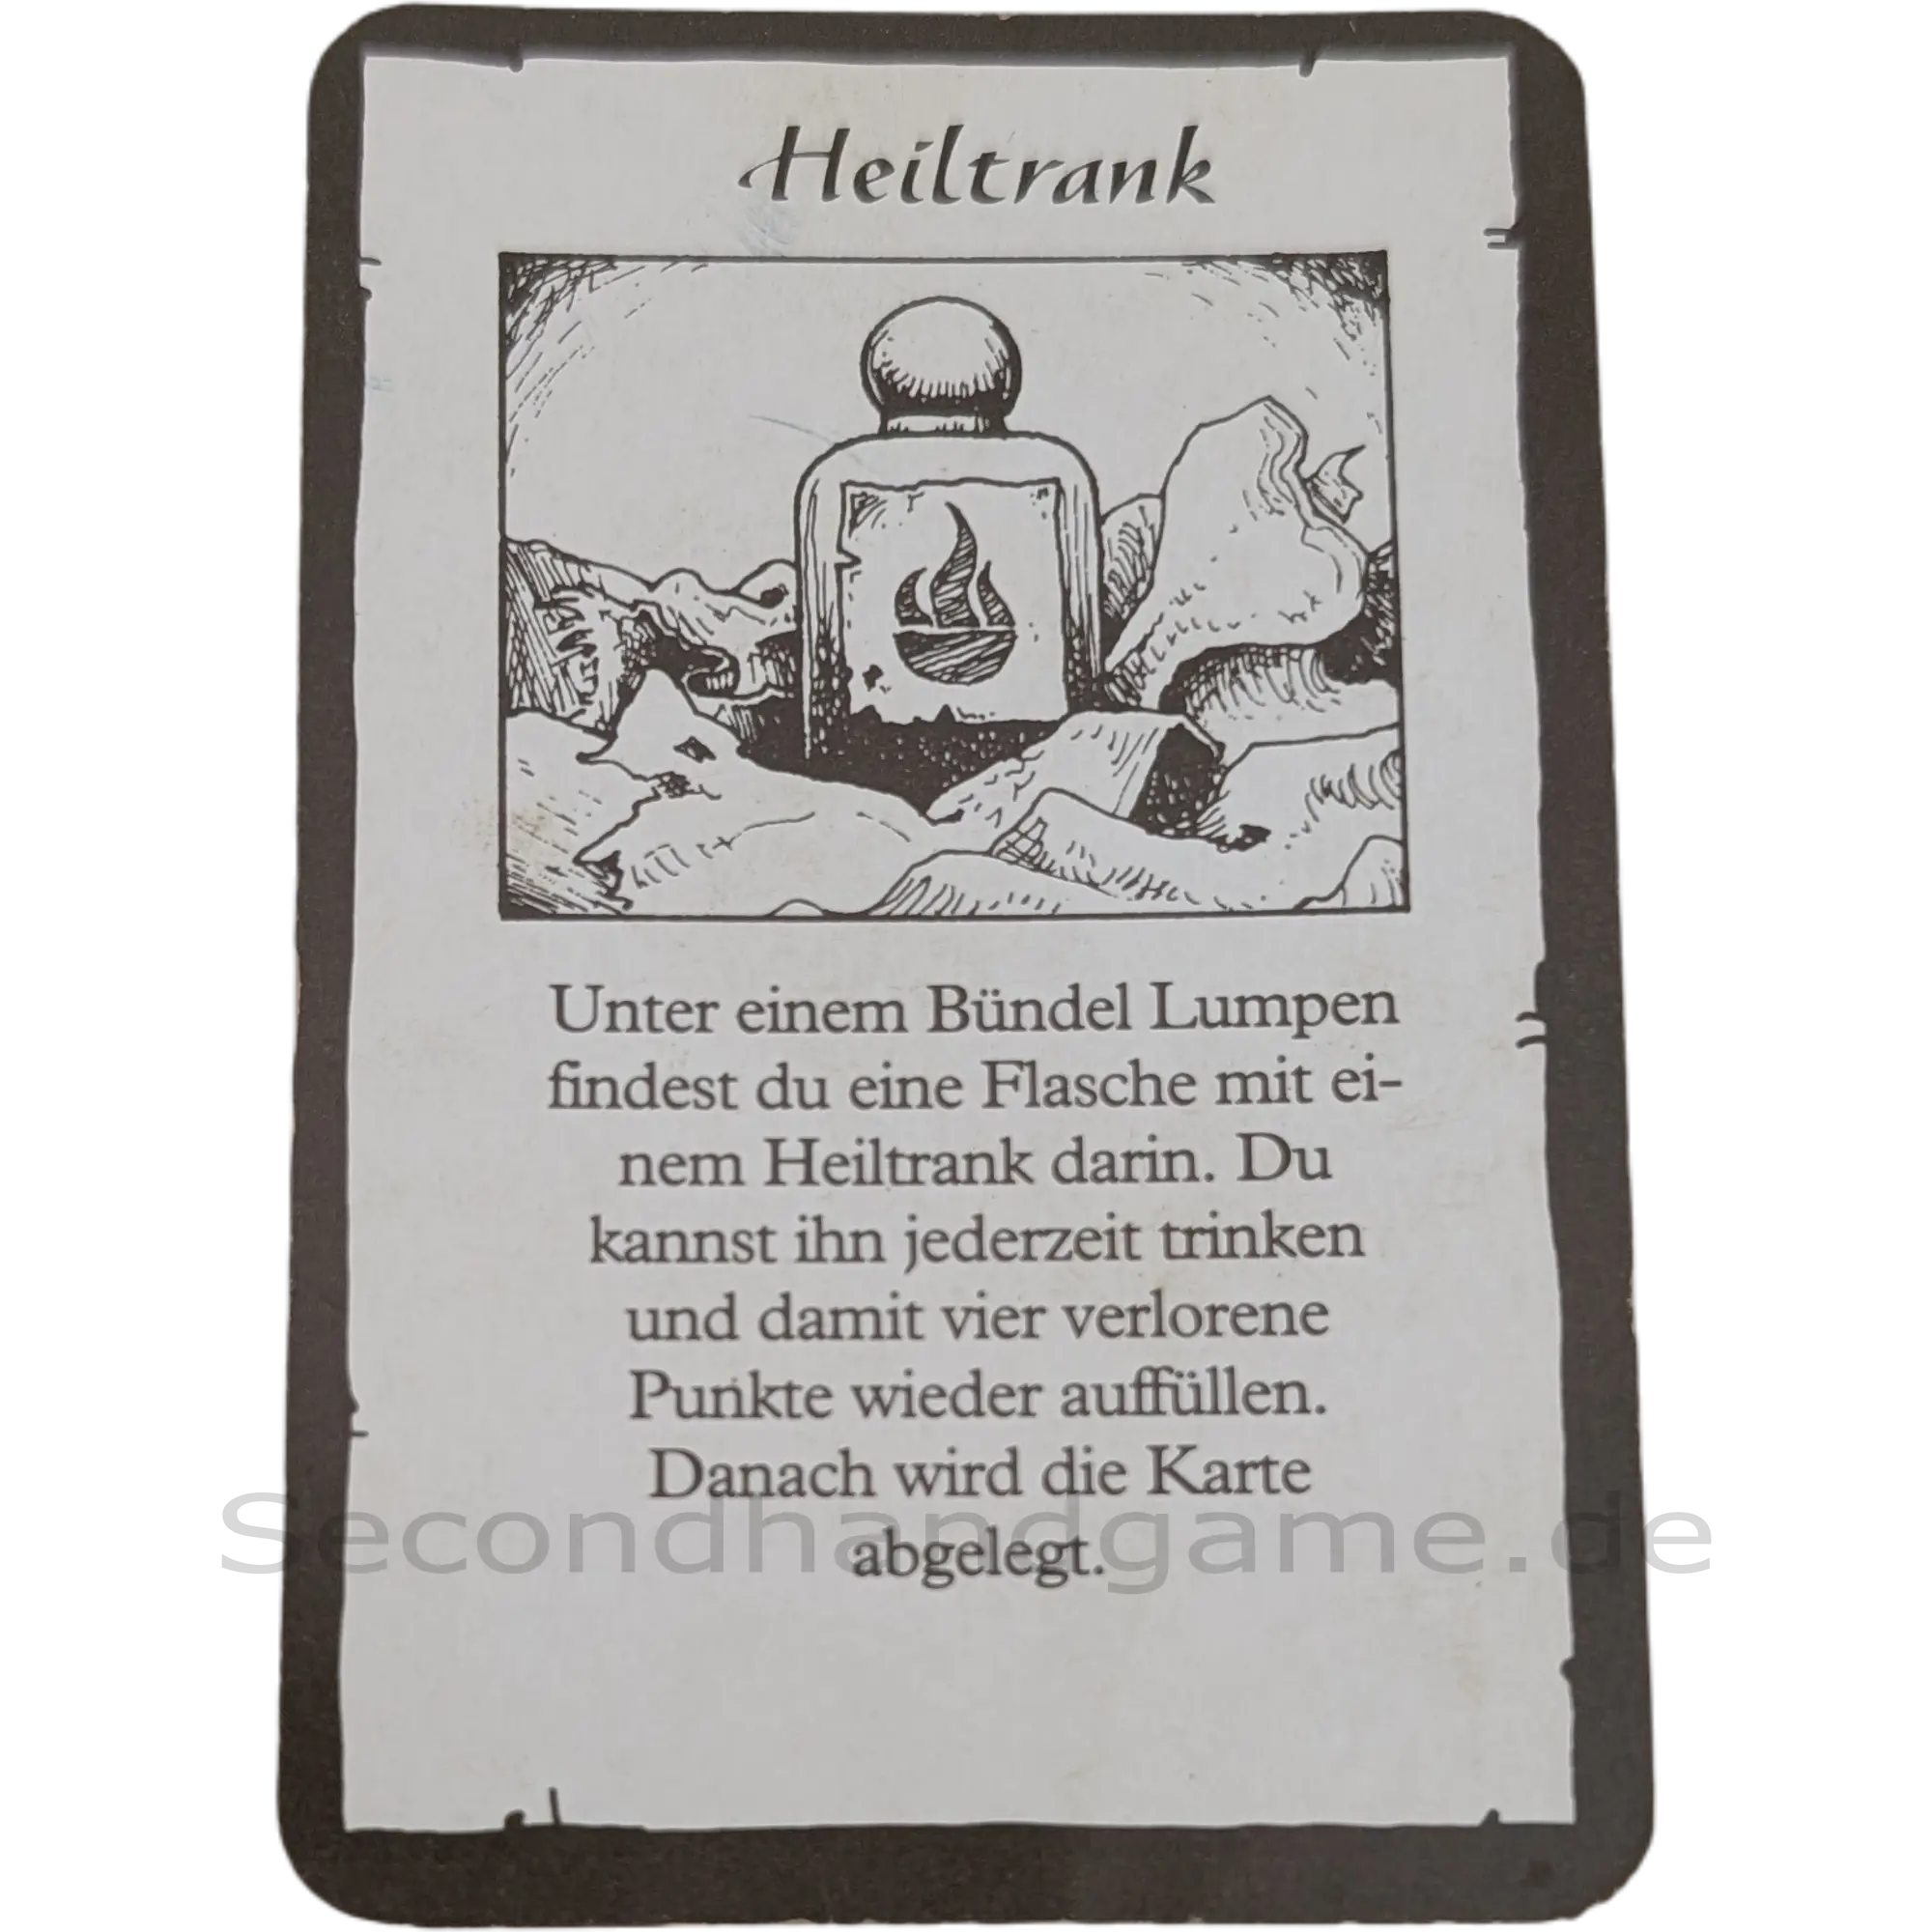 Heiltrank
Unter einem Bündel Lumpen
findest du eine Flasche mit ei-
nem Heiltrank darin. Du
kannst ihn jederzeit trinken
und damit vier verlorene
Punkte wieder auffüllen.
Danach wird die Karte
abgelegt.
Secondhandgame.de